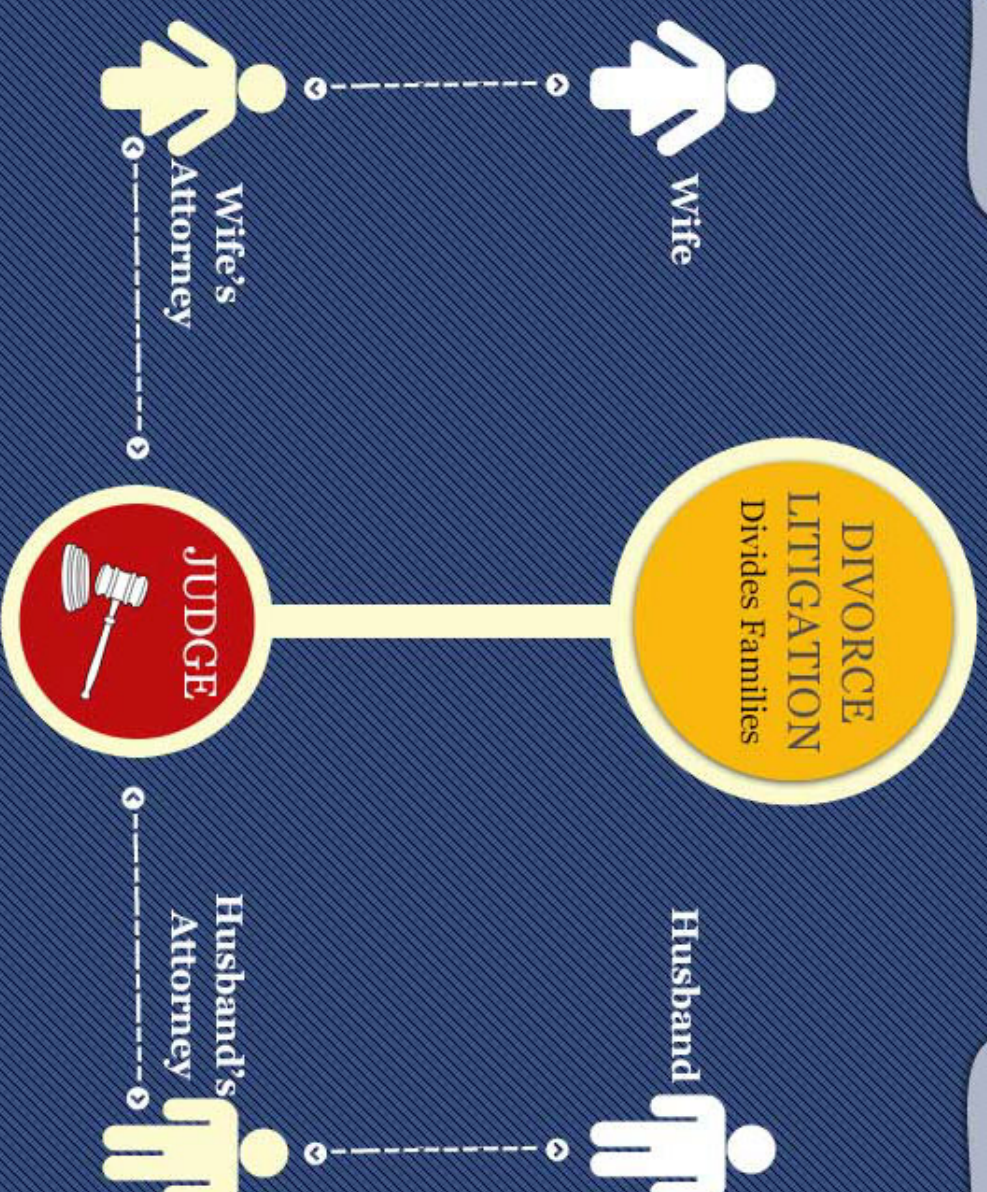 DIVORCE
LITIGATION
Divides Families
Wife
Husband
Wife's
Attorney
JUDGE
Husband's
Attorney